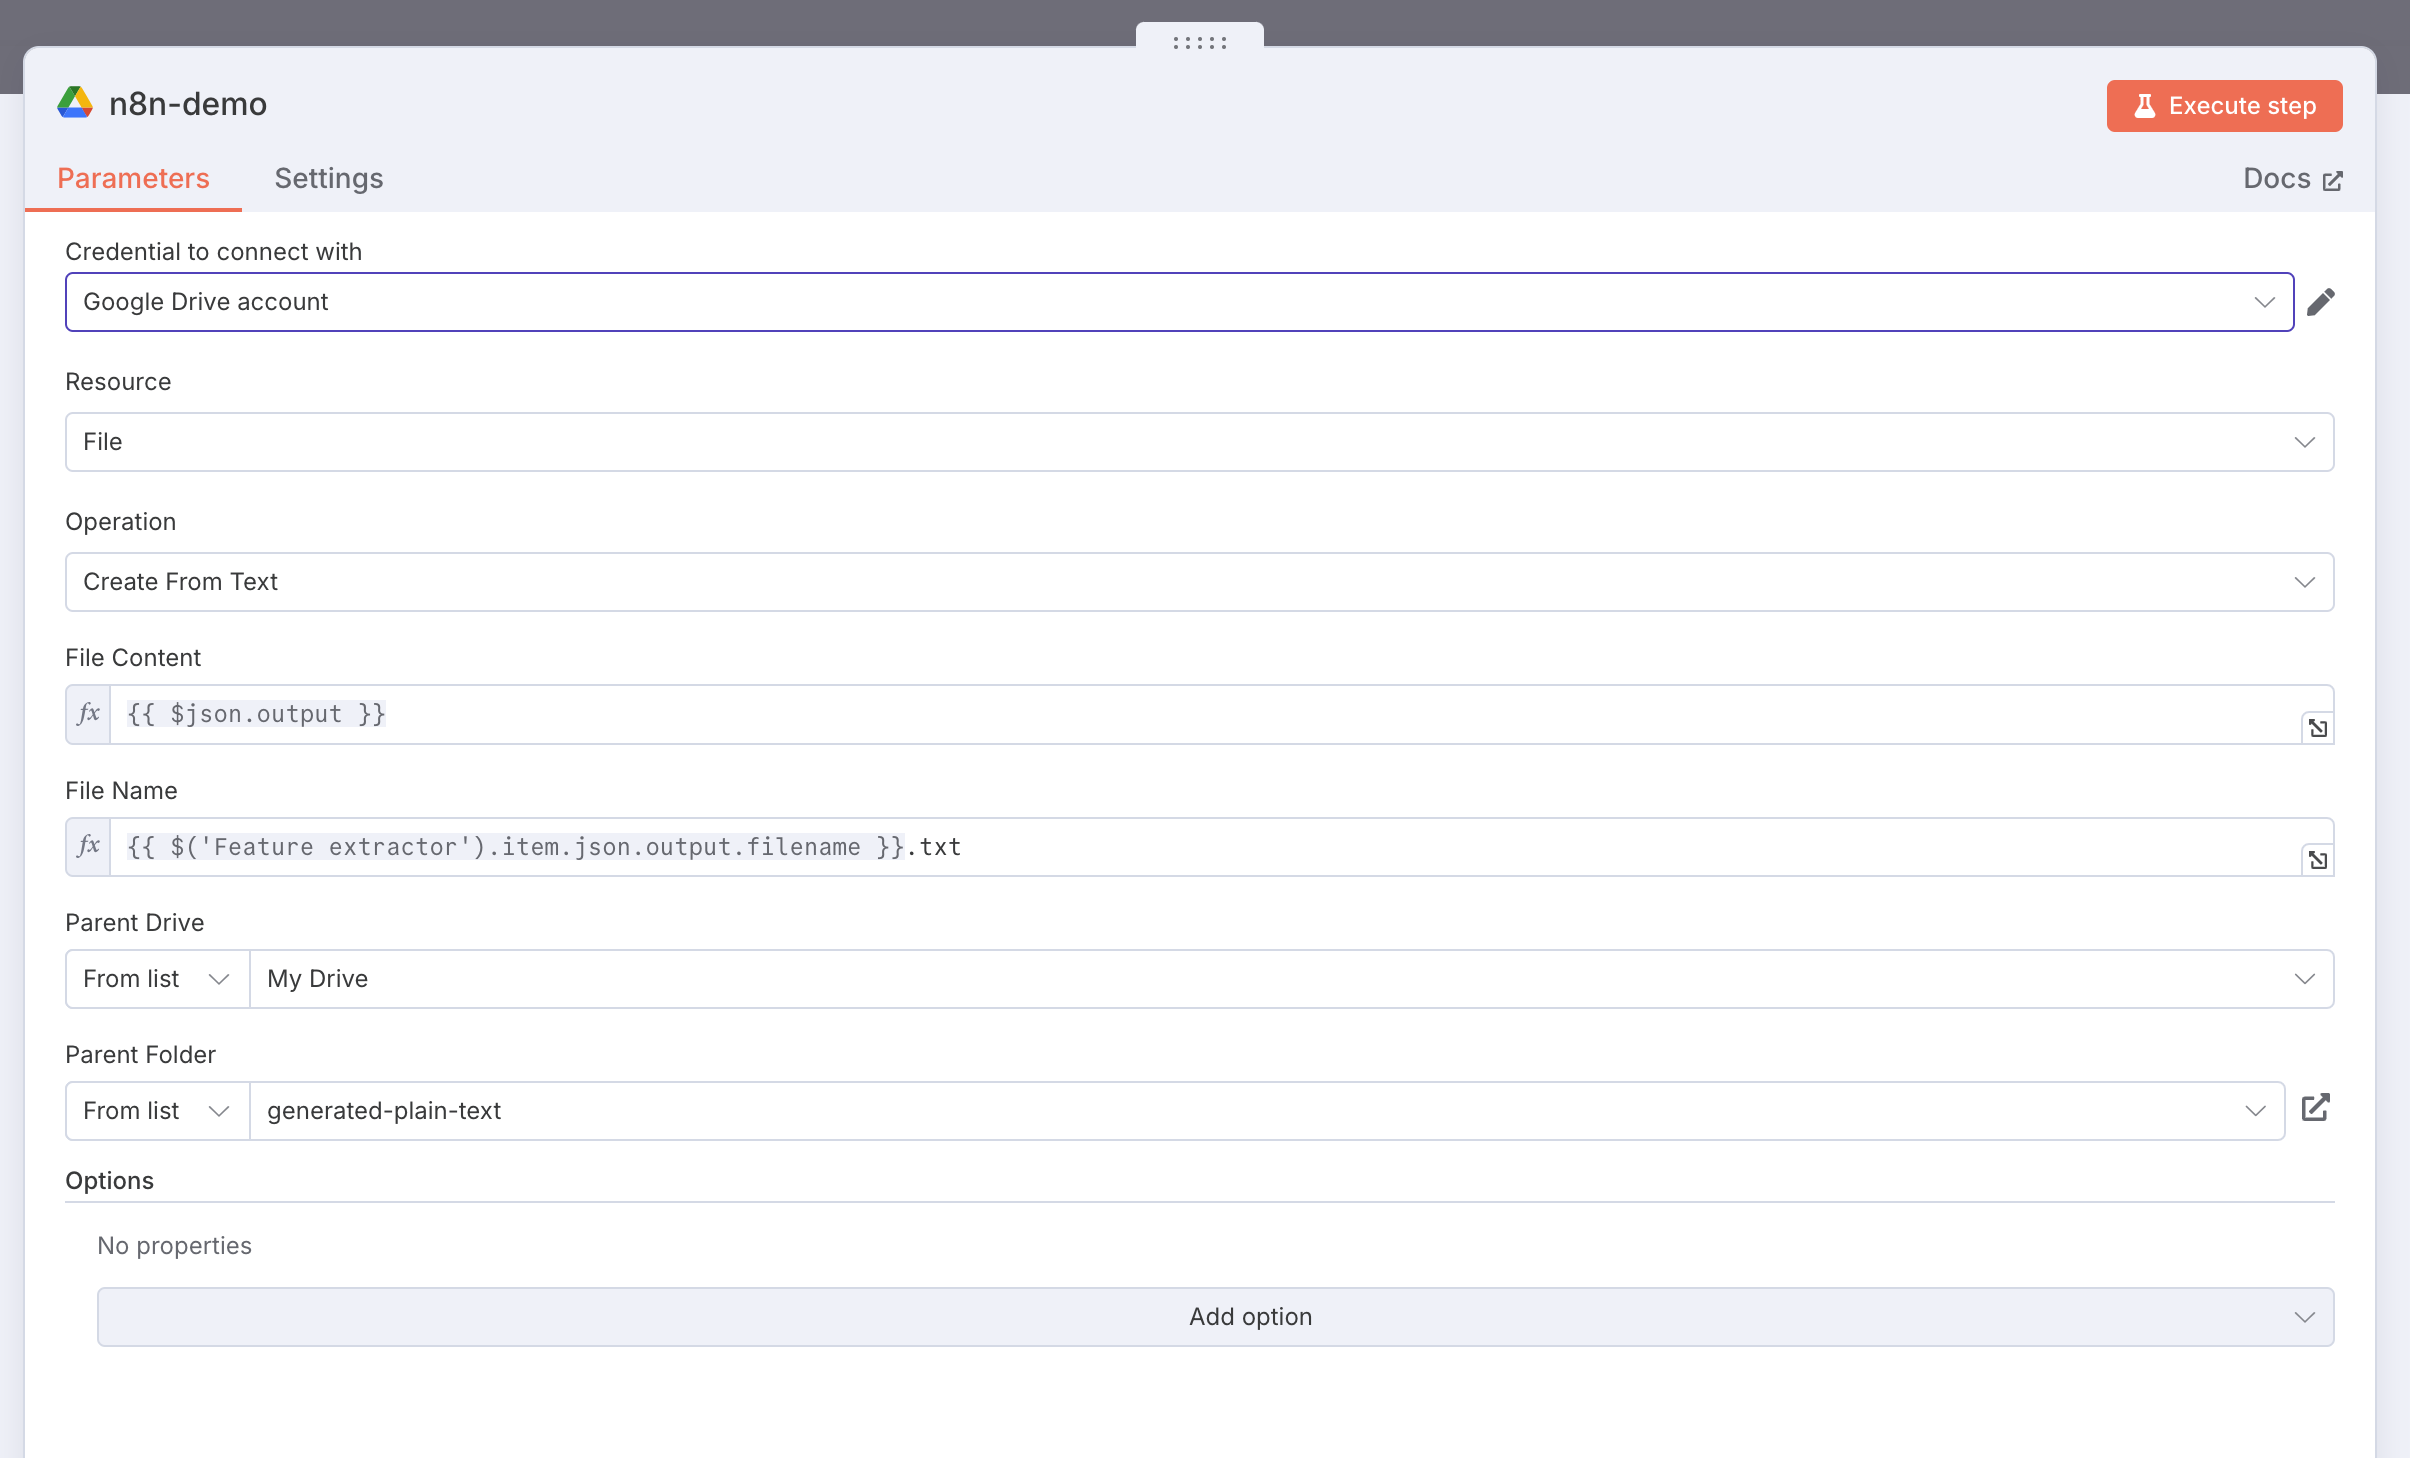 n8n-demo
Execute step
Parameters
Settings
Docs
Credential to connect with
Google Drive account
Resource
File
Operation
Create From Text
File Content
fx
{{ $json.output }}
File Name
fx
{{ $('Feature extractor').item.json.output.filename }}.txt
Parent Drive
From list
My Drive
Parent Folder
From list
generated-plain-text
Options
No properties
Add option